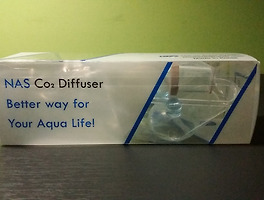 NAS Co₂ Diffuser
Better way for
Your Aqua Life!